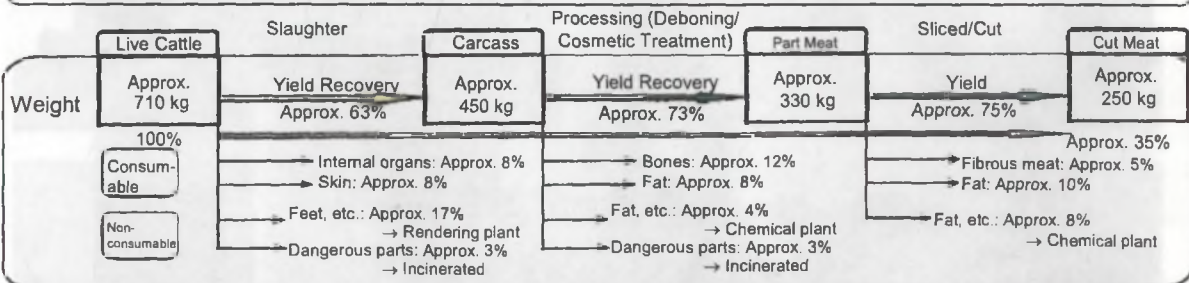 Slaughter
Processing (Deboning/
Cosmetic Treatment)
Sliced/Cut
Live Cattle
Carcass
Part Meat
Cut Meat
Weight
Approx.
710 kg
Yield Recovery
Approx. 63%
Approx.
450 kg
Yield Recovery
Approx. 73%
Approx.
330 kg
Yield
Approx. 75%
Approx.
250 kg
100%
Approx. 35%
Consum-
able
Non-
consumable
Internal organs: Approx. 8%
Skin: Approx. 8%
Feet, etc.: Approx. 17%
→ Rendering plant
Dangerous parts: Approx. 3%
→ Incinerated
Bones: Approx. 12%
Fat: Approx. 8%
Fat, etc.: Approx. 4%
→ Chemical plant
Dangerous parts: Approx. 3%
→ Incinerated
Fibrous meat: Approx. 5%
Fat: Approx. 10%
Fat, etc.: Approx. 8%
→ Chemical plant